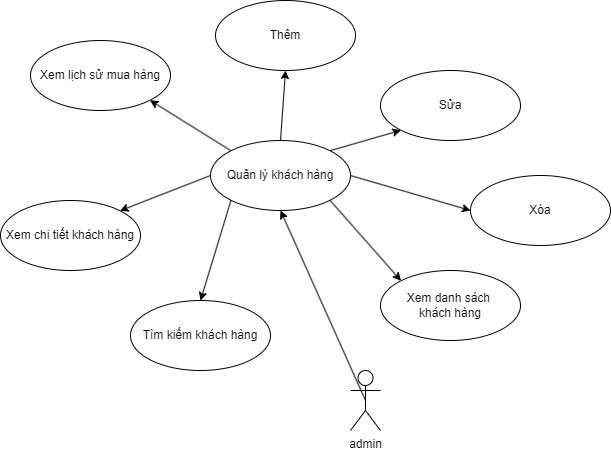 Thêm
Xem lịch sử mua hàng
Sửa
Quản lý khách hàng
Xóa
Xem chi tiết khách hàng
Xem danh sách
khách hàng
Tìm kiếm khách hàng
admin